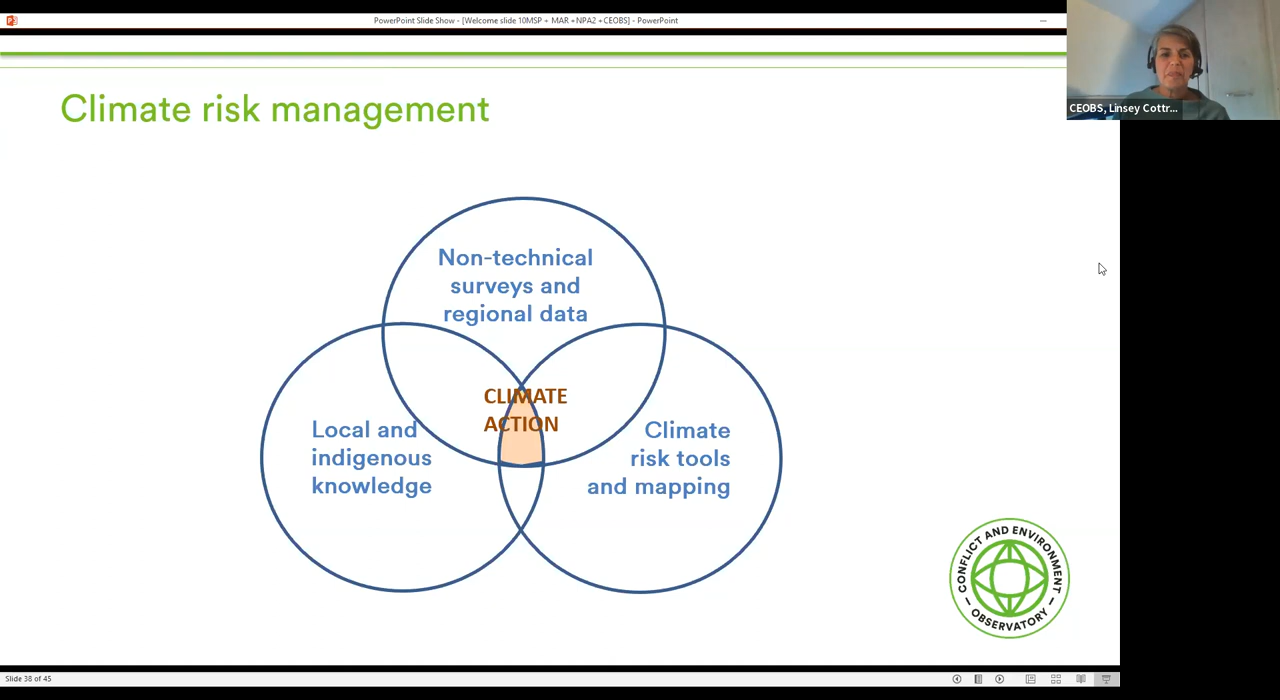 PowerPoint Slide Show - [Welcome slide 10MSP + MAR +NPA2 +CEOBS] - PowerPoint
CEOBS, Linsey Cottr...
Climate risk management
Non-technical
surveys and
regional data
CLIMATE
ACTION
Local and
indigenous
knowledge
Climate
risk tools
and mapping
CONFLICT AND ENVIRONMENT
– OBSERVATORY –
Slide 38 of 45